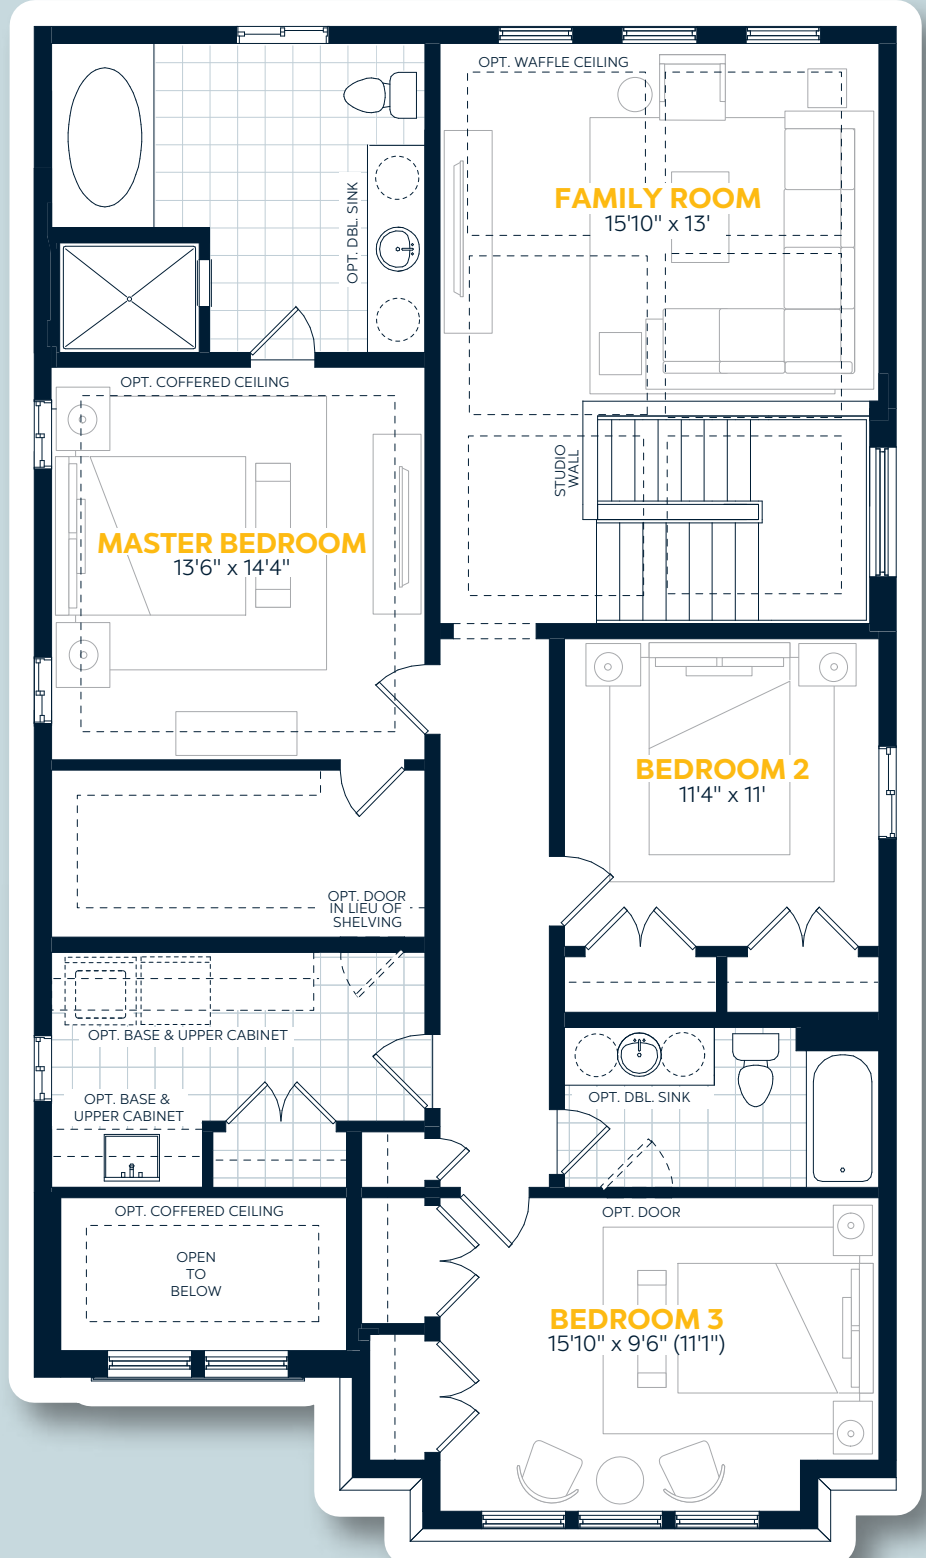 OPT. WAFFLE CEILING
FAMILY ROOM
15'10" x 13'
OPT. DBL. SINK
OPT. COFFERED CEILING
STUDIO
WALL
MASTER BEDROOM
13'6" x 14'4"
BEDROOM 2
11'4" x 11'
OPT. DOOR
IN LIEU OF
SHELVING
OPT. BASE & UPPER CABINET
OPT. BASE &
UPPER CABINET
OPT. DBL. SINK
OPT. COFFERED CEILING
OPT. DOOR
OPEN
TO
BELOW
BEDROOM 3
15'10" x 9'6" (11'1")